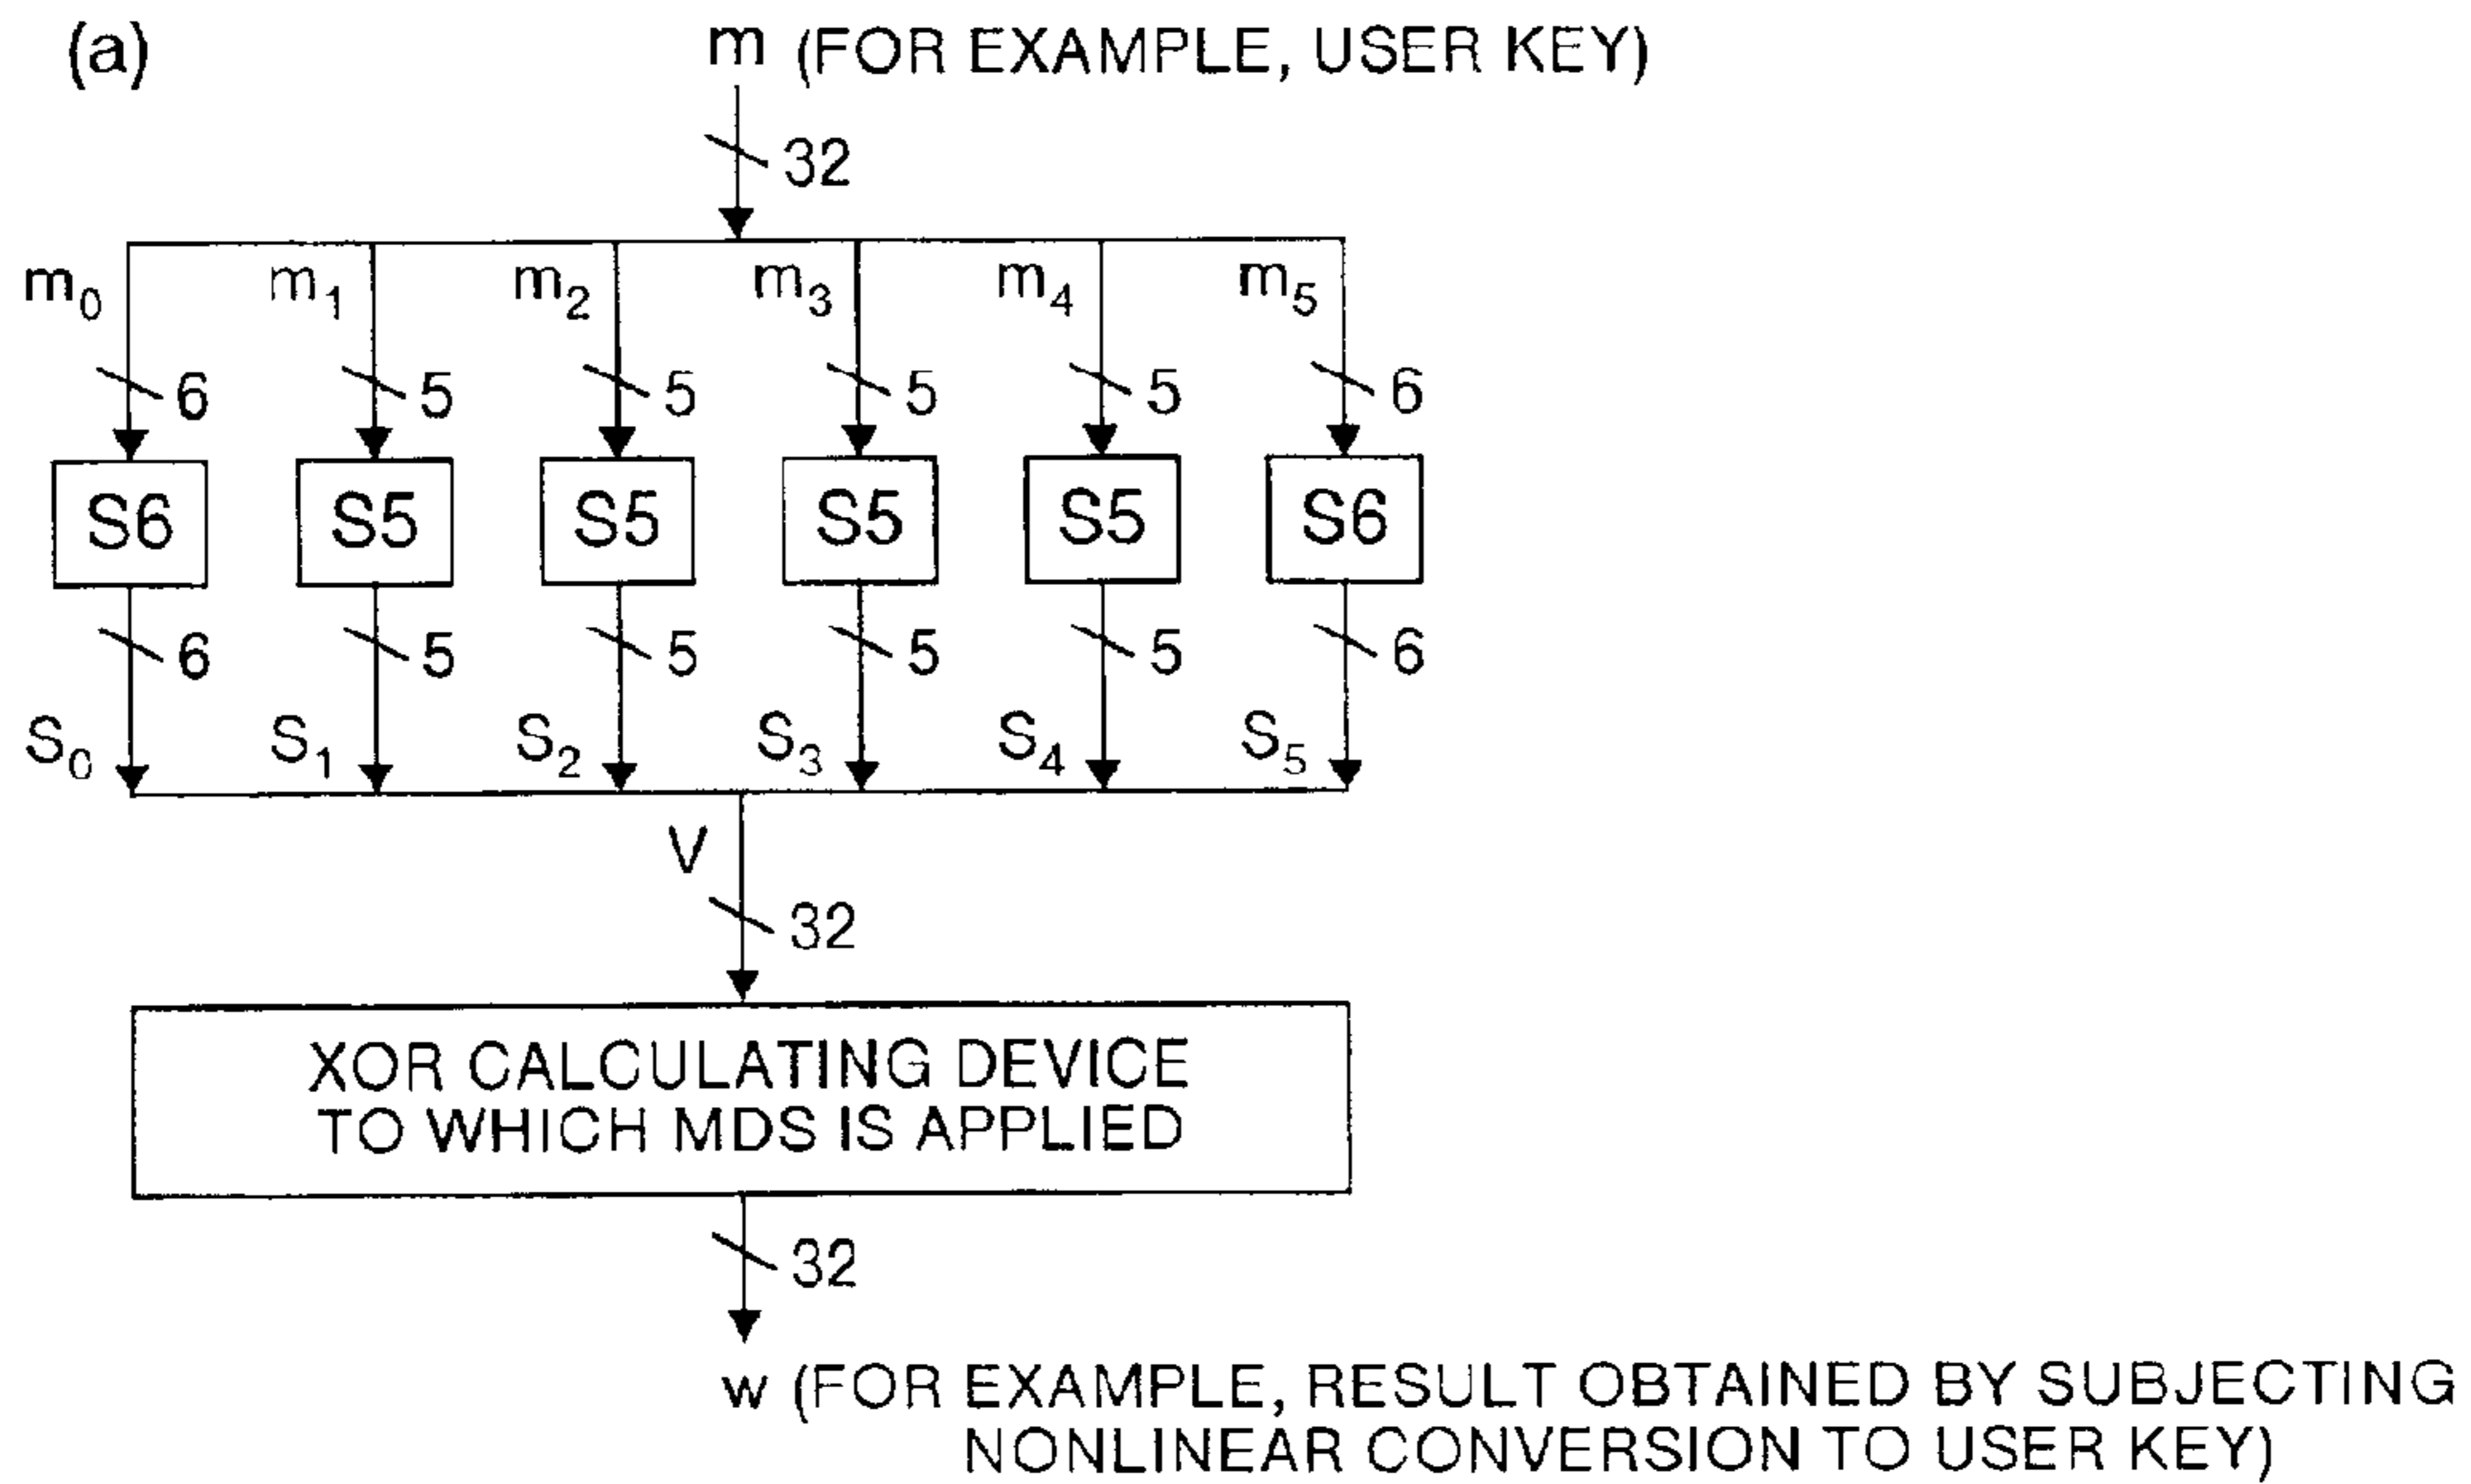 (a)
m (FOR EXAMPLE, USER KEY)
32
m0 m1 m2 m3 m4 m5
6 5 5 5 5 6
S6 S5 S5 S5 S5 S6
6 5 5 5 5 6
S0 S1 S2 S3 S4 S5
V
32
XOR CALCULATING DEVICE
TO WHICH MDS IS APPLIED
32
w (FOR EXAMPLE, RESULT OBTAINED BY SUBJECTING
NONLINEAR CONVERSION TO USER KEY)